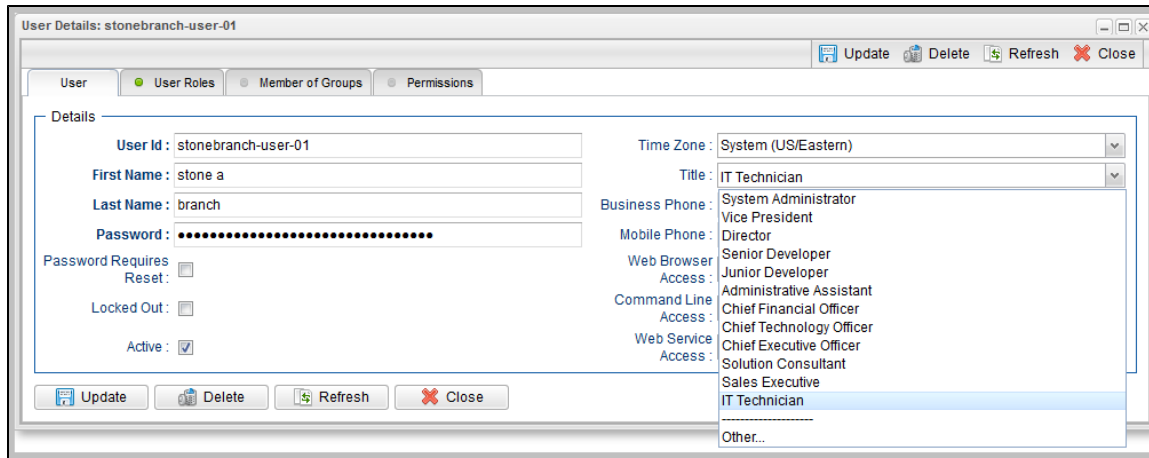 User Details: stonebranch-user-01
Update Delete Refresh Close
User User Roles Member of Groups Permissions
Details
User Id : stonebranch-user-01
First Name : stone a
Last Name : branch
Password : ••••••••••••••••••••••••••••••••
Password Requires
Reset :
Locked Out :
Active :
Time Zone : System (US/Eastern)
Title : IT Technician
Business Phone :
Mobile Phone :
Web Browser
Access :
Command Line
Access :
Web Service
Access :
System Administrator
Vice President
Director
Senior Developer
Junior Developer
Administrative Assistant
Chief Financial Officer
Chief Technology Officer
Chief Executive Officer
Solution Consultant
Sales Executive
IT Technician
--------------------
Other...
Update Delete Refresh Close